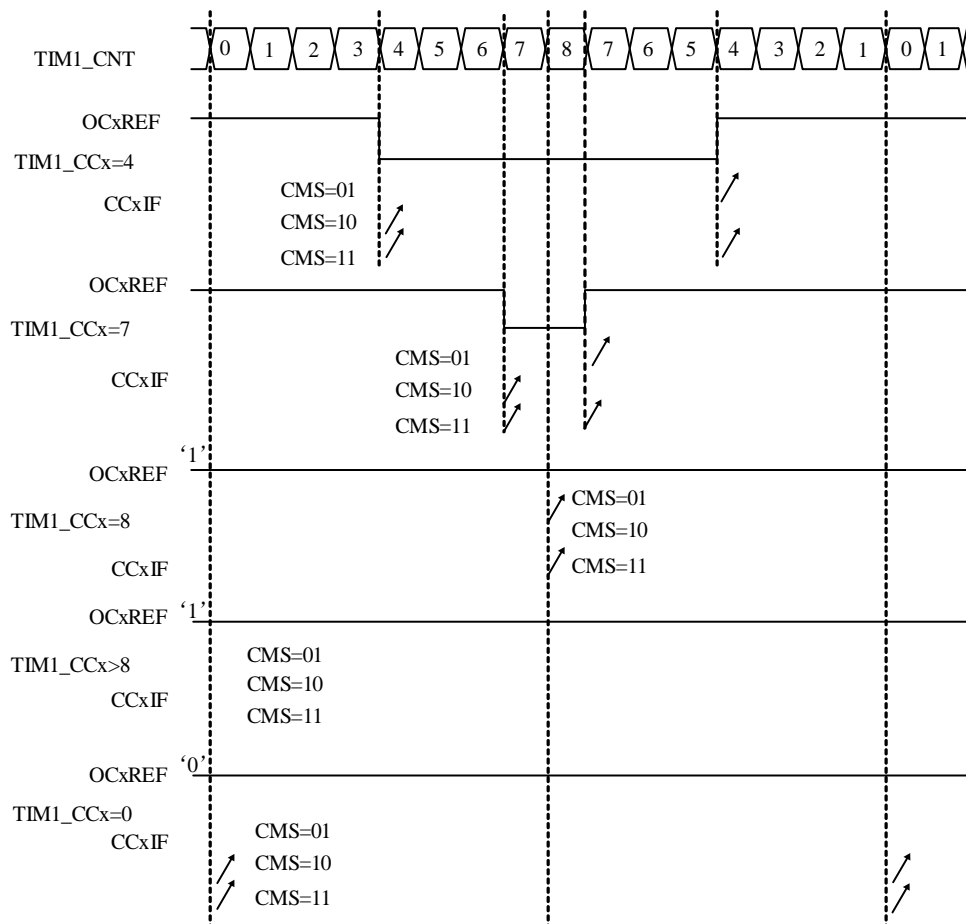 TIM1_CNT 0 1 2 3 4 5 6 7 8 7 6 5 4 3 2 1 0 1
OCxREF
TIM1_CCx=4
CCxIF
CMS=01
CMS=10
CMS=11
OCxREF
TIM1_CCx=7
CCxIF
CMS=01
CMS=10
CMS=11
OCxREF '1'
TIM1_CCx=8
CCxIF
CMS=01
CMS=10
CMS=11
OCxREF '1'
TIM1_CCx>8
CCxIF
CMS=01
CMS=10
CMS=11
OCxREF '0'
TIM1_CCx=0
CCxIF
CMS=01
CMS=10
CMS=11